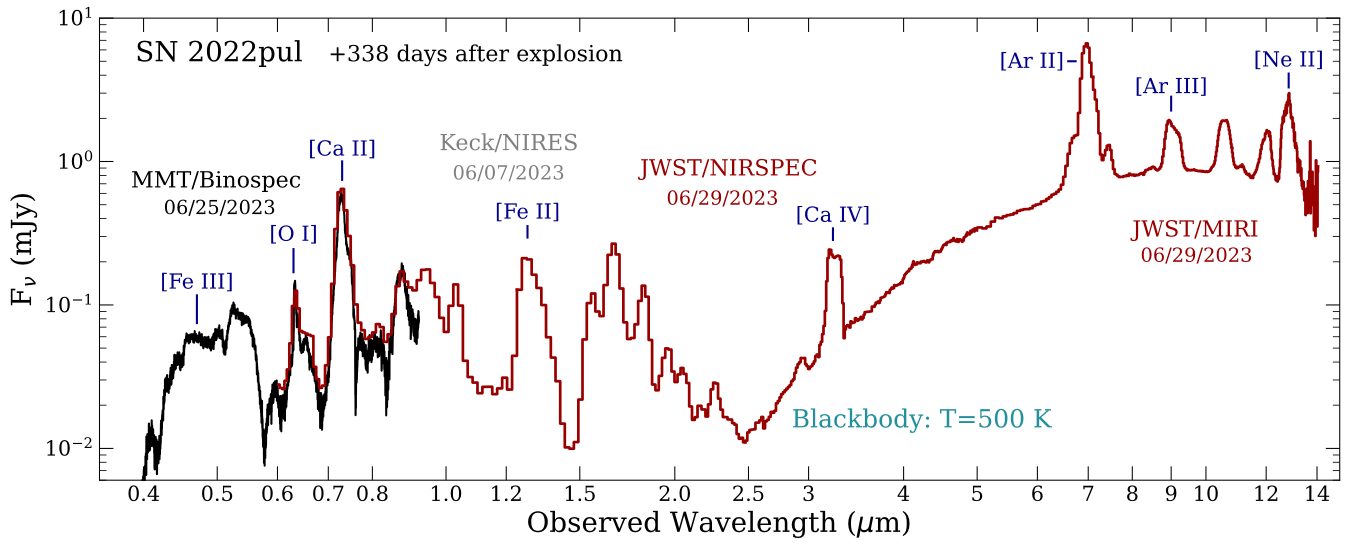 SN 2022pul +338 days after explosion
[Ar II]
[Ar III]
[Ne II]
[Ca II]
Keck/NIRES
06/07/2023
JWST/NIRSPEC
06/29/2023
MMT/Binospec
06/25/2023
[O I]
[Fe II]
[Ca IV]
JWST/MIRI
06/29/2023
[Fe III]
Blackbody: T=500 K
F_ν (mJy)
10¹
10⁰
10⁻¹
10⁻²
0.4 0.5 0.6 0.7 0.8 1.0 1.2 1.5 2.0 2.5 3 4 5 6 7 8 9 10 12 14
Observed Wavelength (μm)